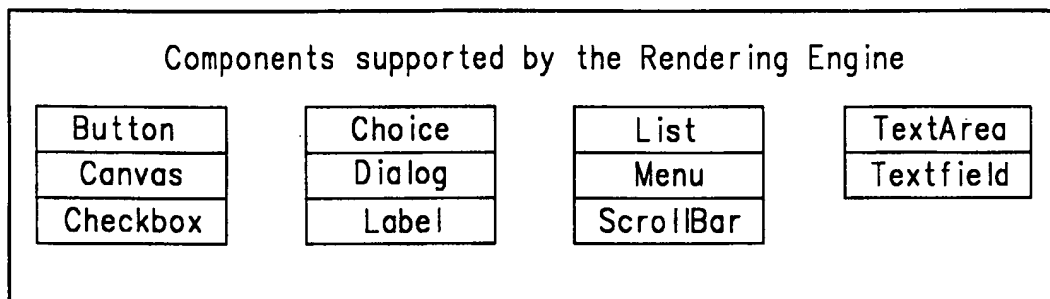 Components supported by the Rendering Engine
Button
Canvas
Checkbox
Choice
Dialog
Label
List
Menu
ScrollBar
TextArea
Textfield